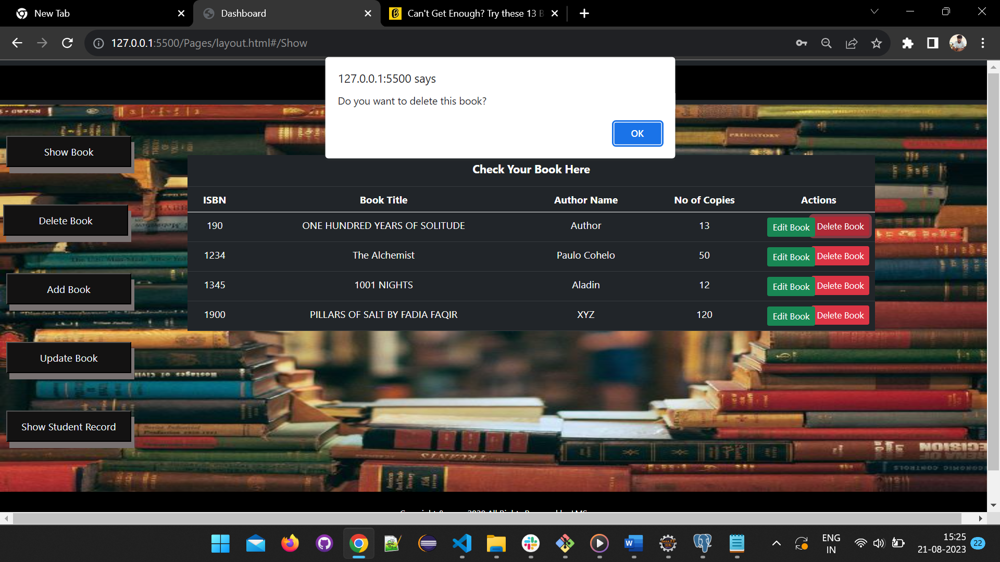 New Tab
Dashboard
Can't Get Enough? Try these 13 B
127.0.0.1:5500/Pages/layout.html#/Show
127.0.0.1:5500 says
Do you want to delete this book?
OK
GWYNN
PREHISTORY
Show Book
Delete Book
Add Book
Update Book
Show Student Record
Check Your Book Here
ISBN Book Title Author Name No of Copies Actions
190 ONE HUNDRED YEARS OF SOLITUDE Author 13 Edit Book Delete Book
1234 The Alchemist Paulo Cohelo 50 Edit Book Delete Book
1345 1001 NIGHTS Aladin 12 Edit Book Delete Book
1900 PILLARS OF SALT BY FADIA FAQIR XYZ 120 Edit Book Delete Book
ENG
IN
15:25
21-08-2023
22